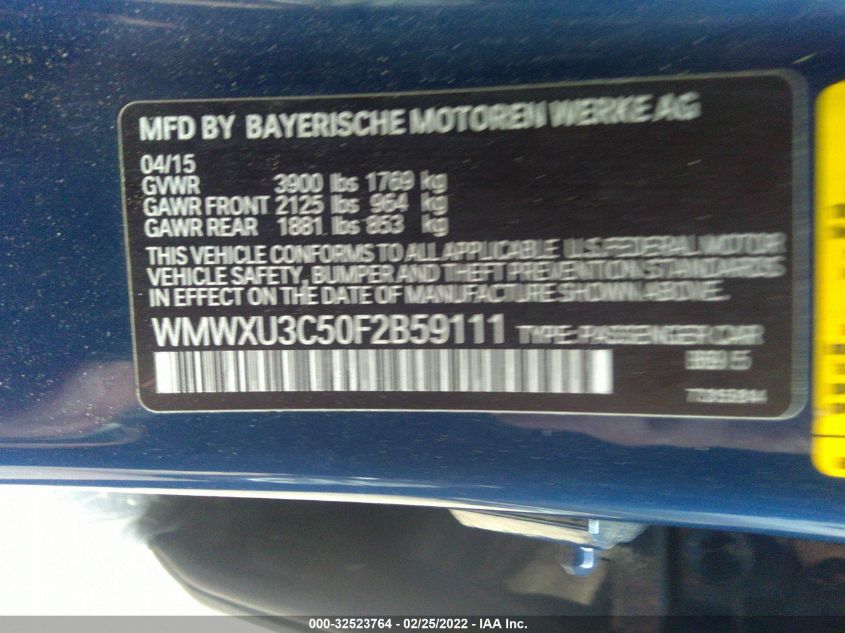 MFD BY BAYERISCHE MOTOREN WERKE AG
04/15
GVWR 3900 lbs 1769 kg
GAWR FRONT 2125 lbs 964 kg
GAWR REAR 1881 lbs 853 kg
THIS VEHICLE CONFORMS TO ALL APPLICABLE U.S. FEDERAL MOTOR
VEHICLE SAFETY, BUMPER AND THEFT PREVENTION STANDARDS
IN EFFECT ON THE DATE OF MANUFACTURE SHOWN ABOVE.
WMWXU3C50F2B59111 TYPE: PASSENGER CAR
000-32523764 - 02/25/2022 - IAA Inc.